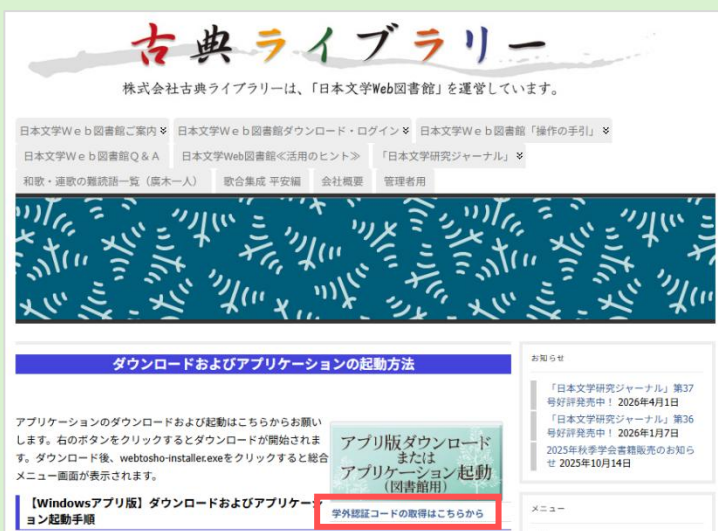 古典ライブラリー
株式会社古典ライブラリーは、「日本文学Web図書館」を運営しています。
日本文学Ｗｅｂ図書館ご案内 日本文学Ｗｅｂ図書館ダウンロード・ログイン 日本文学Ｗｅｂ図書館「操作の手引」
日本文学Ｗｅｂ図書館Ｑ＆Ａ 日本文学Web図書館≪活用のヒント≫ 「日本文学研究ジャーナル」
和歌・連歌の難読語一覧（廣木一人） 歌合集成 平安編 会社概要 管理者用
ダウンロードおよびアプリケーションの起動方法
アプリケーションのダウンロードおよび起動はこちらからお願い
します。右のボタンをクリックするとダウンロードが開始されま
す。ダウンロード後、webtosho-installer.exeをクリックすると総合
メニュー画面が表示されます。
アプリ版ダウンロード
または
アプリケーション起動
(図書館用)
【Windowsアプリ版】ダウンロードおよびアプリケーシ
ョン起動手順
学外認証コードの取得はこちらから
お知らせ
「日本文学研究ジャーナル」第37
号好評発売中！ 2026年4月1日
「日本文学研究ジャーナル」第36
号好評発売中！ 2026年1月7日
2025年秋季学会書籍販売のお知ら
せ 2025年10月14日
メニュー